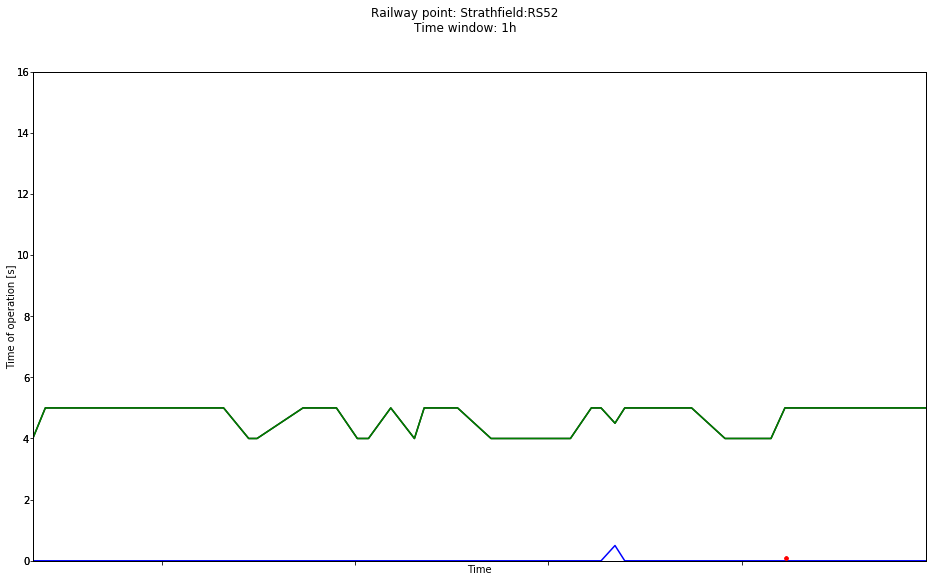 Railway point: Strathfield:RS52
Time window: 1h
16
14
12
10
8
6
4
2
0
Time of operation [s]
Time